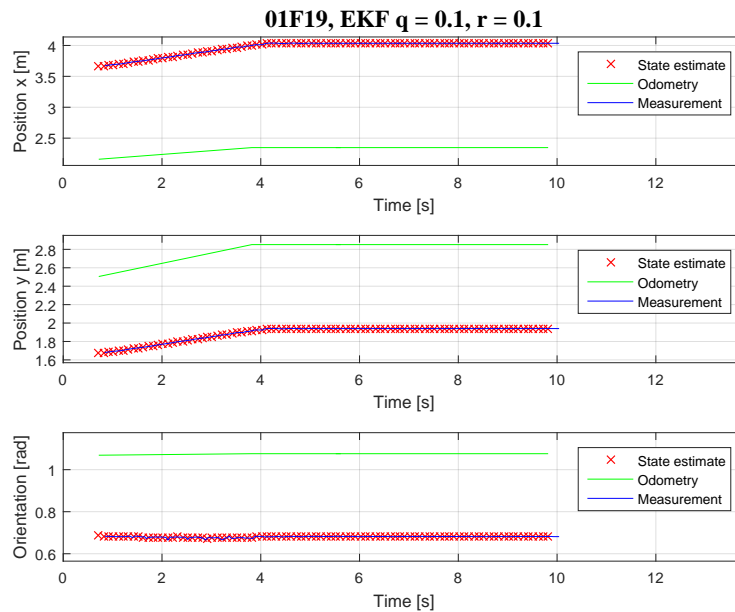 01F19, EKF q = 0.1, r = 0.1
Position x [m]
4
3.5
3
2.5
0 2 4 6 8 10 12
Time [s]
State estimate
Odometry
Measurement
Position y [m]
2.8
2.6
2.4
2.2
2
1.8
1.6
0 2 4 6 8 10 12
Time [s]
State estimate
Odometry
Measurement
Orientation [rad]
1
0.8
0.6
0 2 4 6 8 10 12
Time [s]
State estimate
Odometry
Measurement